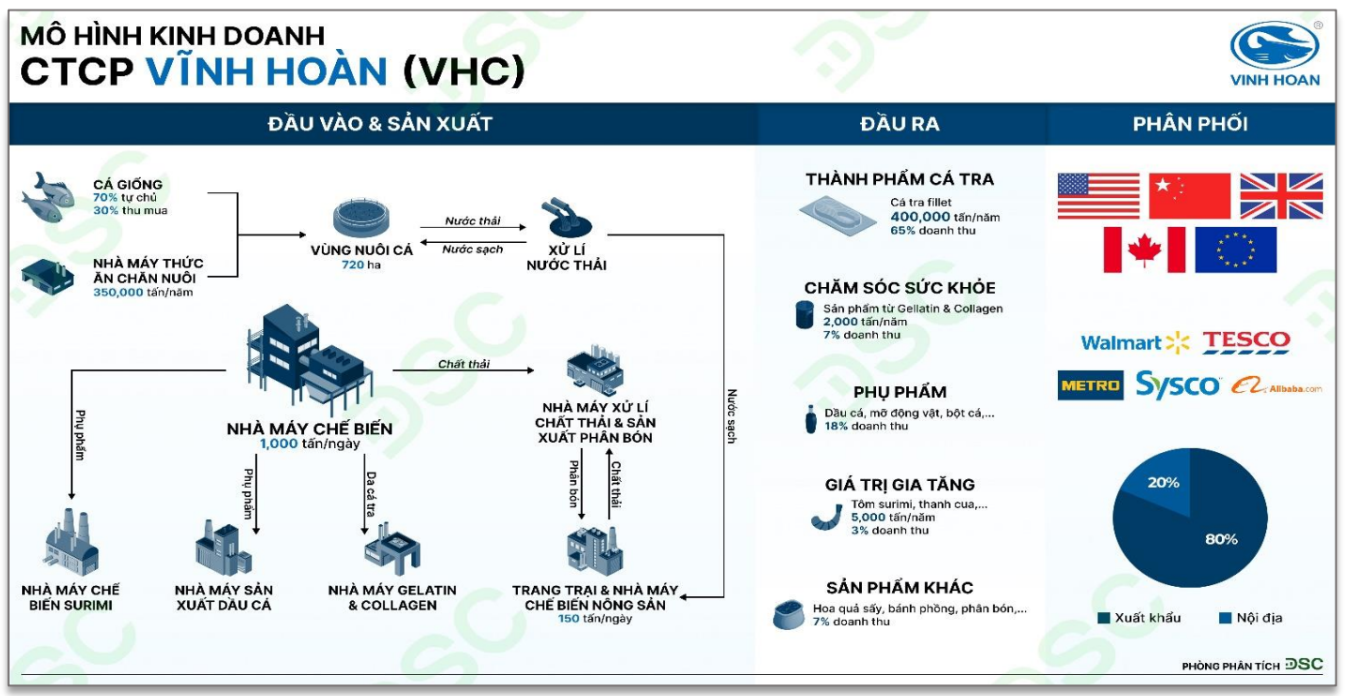 MÔ HÌNH KINH DOANH
CTCP VĨNH HOÀN (VHC)
®
VINH HOAN
ĐẦU VÀO & SẢN XUẤT
ĐẦU RA
PHÂN PHỐI
CÁ GIỐNG
70% tự chủ
30% thu mua
NHÀ MÁY THỨC
ĂN CHĂN NUÔI
350,000 tấn/năm
VÙNG NUÔI CÁ
720 ha
Nước thải
Nước sạch
XỬ LÍ
NƯỚC THẢI
NHÀ MÁY CHẾ BIẾN
1,000 tấn/ngày
Chất thải
NHÀ MÁY XỬ LÍ
CHẤT THẢI & SẢN
XUẤT PHÂN BÓN
Phụ phẩm
Phụ phẩm
Da cá tra
Phân bón
Chất thải
Nước sạch
NHÀ MÁY CHẾ
BIẾN SURIMI
NHÀ MÁY SẢN
XUẤT DẦU CÁ
NHÀ MÁY GELATIN
& COLLAGEN
TRANG TRẠI & NHÀ MÁY
CHẾ BIẾN NÔNG SẢN
150 tấn/ngày
THÀNH PHẨM CÁ TRA
Cá tra fillet
400,000 tấn/năm
65% doanh thu
CHĂM SÓC SỨC KHỎE
Sản phẩm từ Gellatin & Collagen
2,000 tấn/năm
7% doanh thu
PHỤ PHẨM
Dầu cá, mỡ động vật, bột cá,...
18% doanh thu
GIÁ TRỊ GIA TĂNG
Tôm surimi, thanh cua,...
5,000 tấn/năm
3% doanh thu
SẢN PHẨM KHÁC
Hoa quả sấy, bánh phồng, phân bón,...
7% doanh thu
Walmart TESCO
METRO Sysco Alibaba.com
20%
80%
Xuất khẩu Nội địa
PHÒNG PHÂN TÍCH DSC